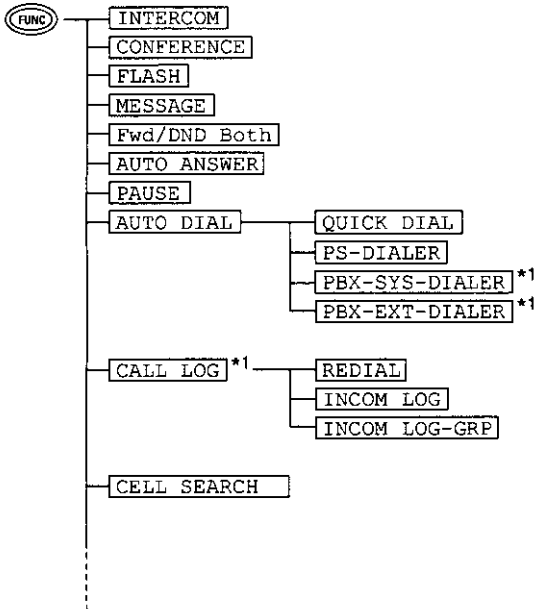 FUNC
INTERCOM
CONFERENCE
FLASH
MESSAGE
Fwd/DND Both
AUTO ANSWER
PAUSE
AUTO DIAL
QUICK DIAL
PS-DIALER
PBX-SYS-DIALER *1
PBX-EXT-DIALER *1
CALL LOG *1
REDIAL
INCOM LOG
INCOM LOG-GRP
CELL SEARCH